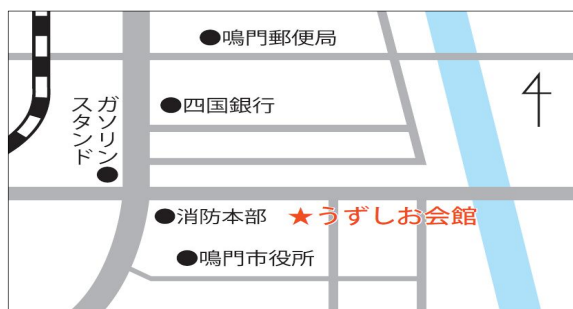 ●鳴門郵便局
●四国銀行
ガソリン
スタンド
●消防本部
★うずしお会館
●鳴門市役所